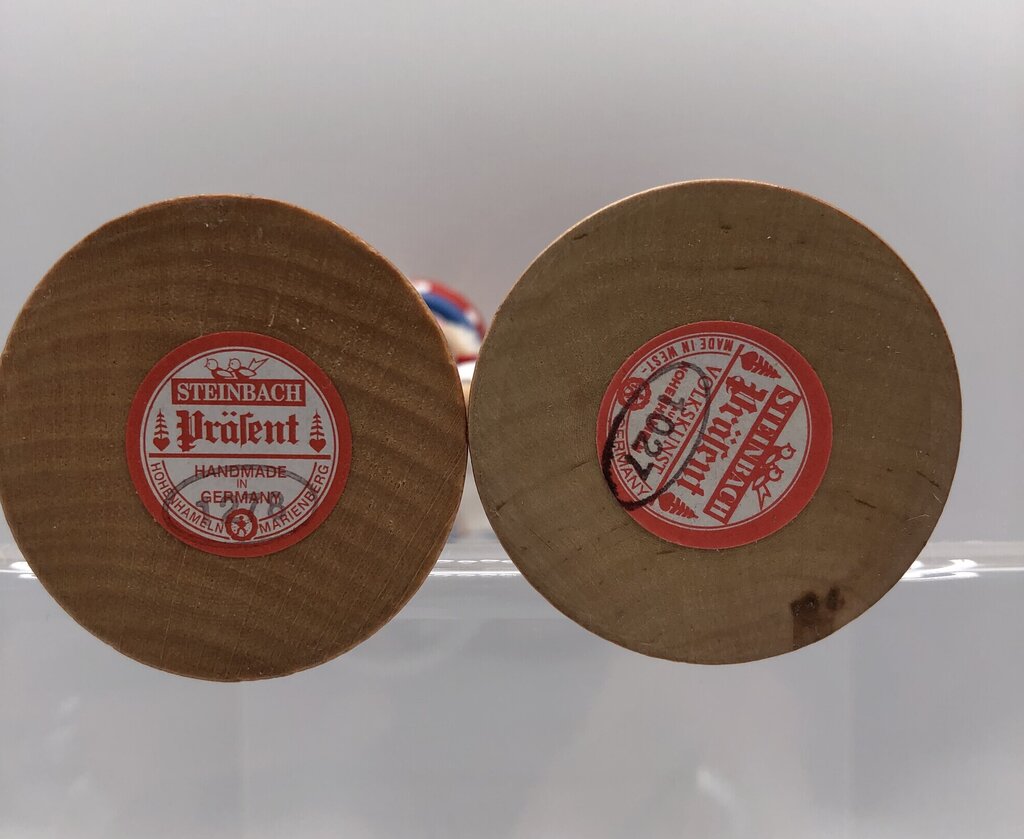 STEINBACH
Präsent
HANDMADE
IN
GERMANY
HOHENHAMELN MARIENBERG
STEINBACH
Präsent
VOLKSKUNST
MADE IN WEST-GERMANY
1027